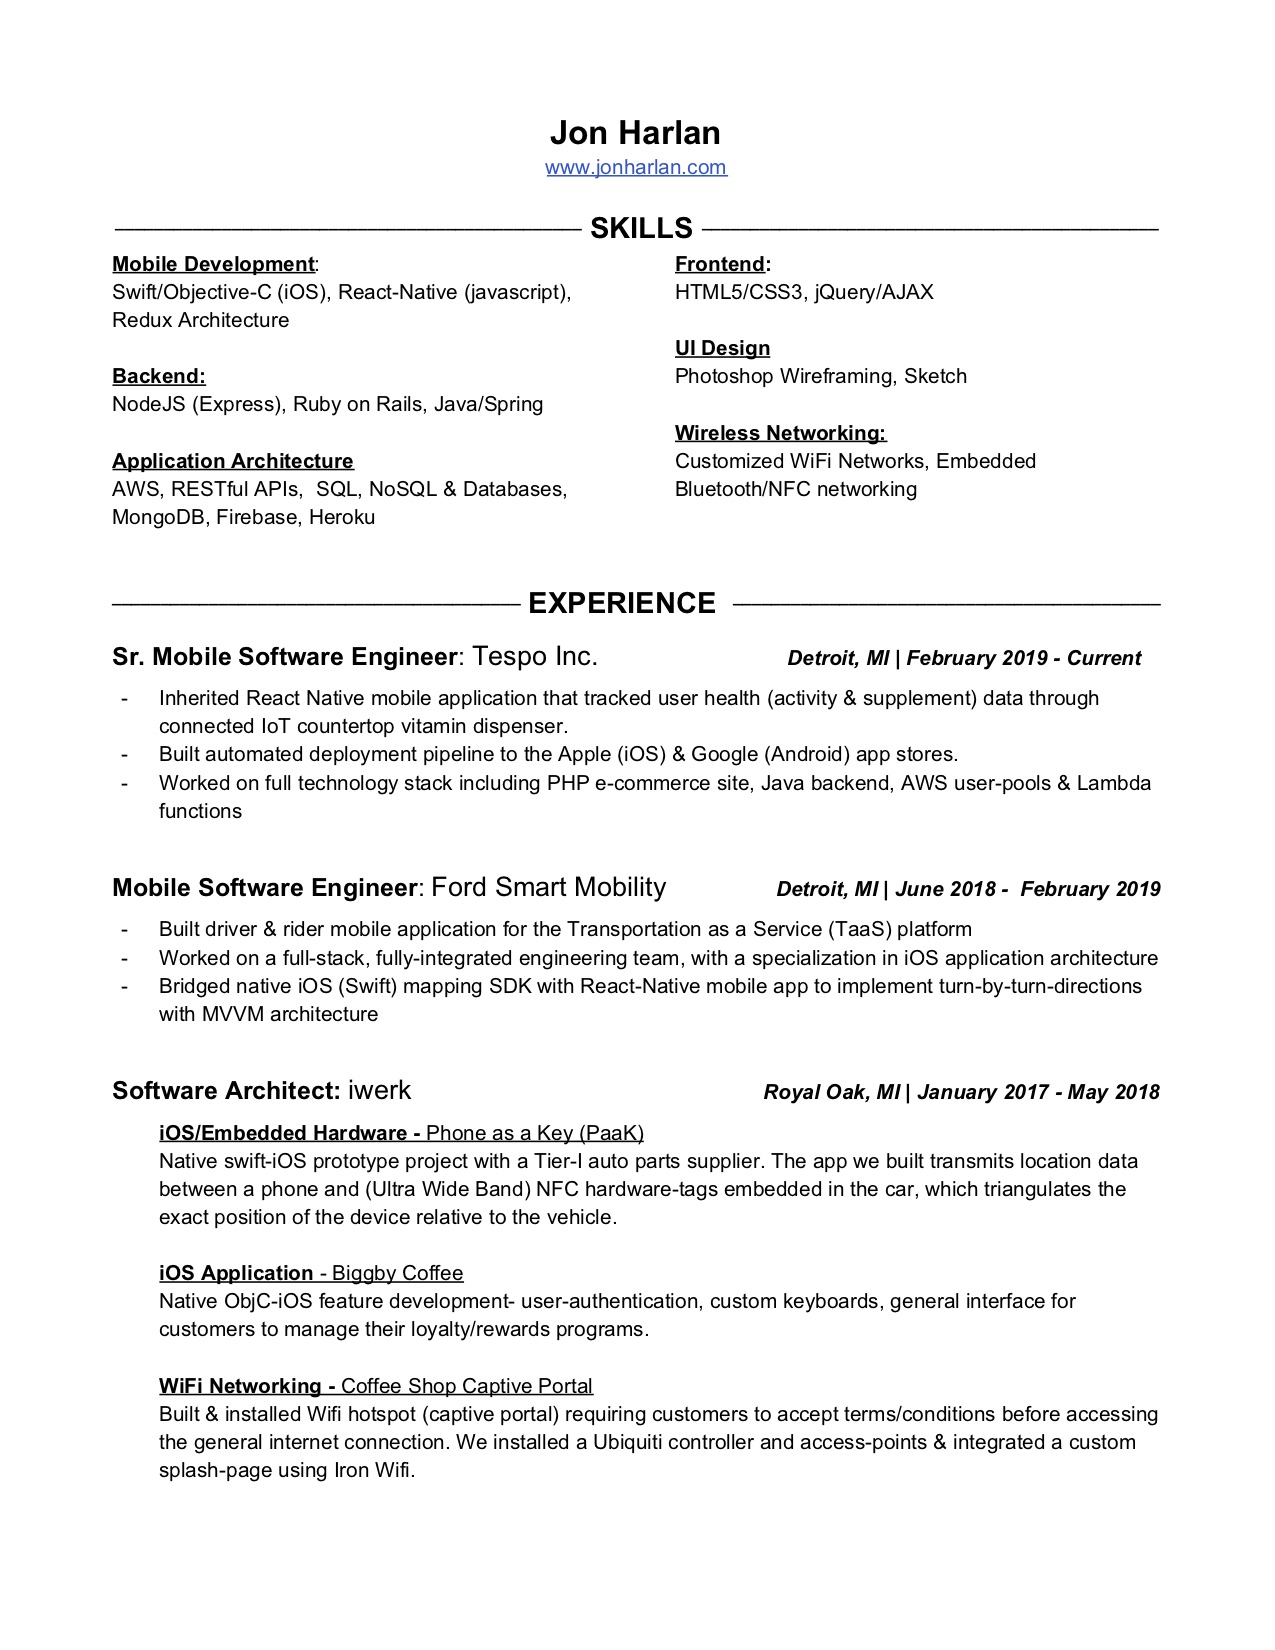 Jon Harlan
www.jonharlan.com
SKILLS
Mobile Development:
Swift/Objective-C (iOS), React-Native (javascript),
Redux Architecture
Backend:
NodeJS (Express), Ruby on Rails, Java/Spring
Application Architecture
AWS, RESTful APIs,  SQL, NoSQL & Databases,
MongoDB, Firebase, Heroku
Frontend:
HTML5/CSS3, jQuery/AJAX
UI Design
Photoshop Wireframing, Sketch
Wireless Networking:
Customized WiFi Networks, Embedded
Bluetooth/NFC networking
EXPERIENCE
Sr. Mobile Software Engineer: Tespo Inc. Detroit, MI | February 2019 - Current
- Inherited React Native mobile application that tracked user health (activity & supplement) data through
connected IoT countertop vitamin dispenser.
- Built automated deployment pipeline to the Apple (iOS) & Google (Android) app stores.
- Worked on full technology stack including PHP e-commerce site, Java backend, AWS user-pools & Lambda
functions
Mobile Software Engineer: Ford Smart Mobility Detroit, MI | June 2018 -  February 2019
- Built driver & rider mobile application for the Transportation as a Service (TaaS) platform
- Worked on a full-stack, fully-integrated engineering team, with a specialization in iOS application architecture
- Bridged native iOS (Swift) mapping SDK with React-Native mobile app to implement turn-by-turn-directions
with MVVM architecture
Software Architect: iwerk Royal Oak, MI | January 2017 - May 2018
iOS/Embedded Hardware - Phone as a Key (PaaK)
Native swift-iOS prototype project with a Tier-I auto parts supplier. The app we built transmits location data
between a phone and (Ultra Wide Band) NFC hardware-tags embedded in the car, which triangulates the
exact position of the device relative to the vehicle.
iOS Application - Biggby Coffee
Native ObjC-iOS feature development- user-authentication, custom keyboards, general interface for
customers to manage their loyalty/rewards programs.
WiFi Networking - Coffee Shop Captive Portal
Built & installed Wifi hotspot (captive portal) requiring customers to accept terms/conditions before accessing
the general internet connection. We installed a Ubiquiti controller and access-points & integrated a custom
splash-page using Iron Wifi.